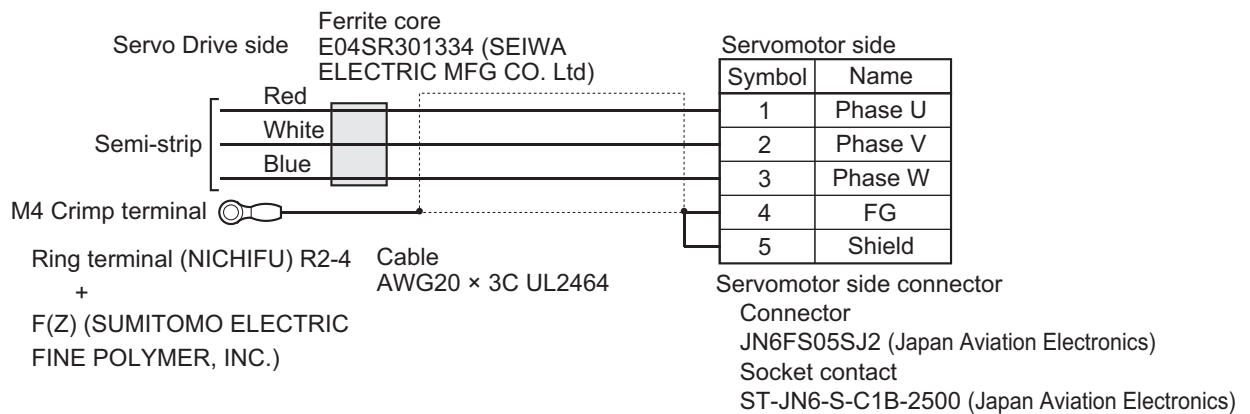 Servo Drive side
Ferrite core
E04SR301334 (SEIWA
ELECTRIC MFG CO. Ltd)
Servomotor side
Symbol Name
Red
1 Phase U
White
2 Phase V
Semi-strip
Blue
3 Phase W
M4 Crimp terminal
4 FG
5 Shield
Ring terminal (NICHIFU) R2-4
+
F(Z) (SUMITOMO ELECTRIC
FINE POLYMER, INC.)
Cable
AWG20 × 3C UL2464
Servomotor side connector
Connector
JN6FS05SJ2 (Japan Aviation Electronics)
Socket contact
ST-JN6-S-C1B-2500 (Japan Aviation Electronics)